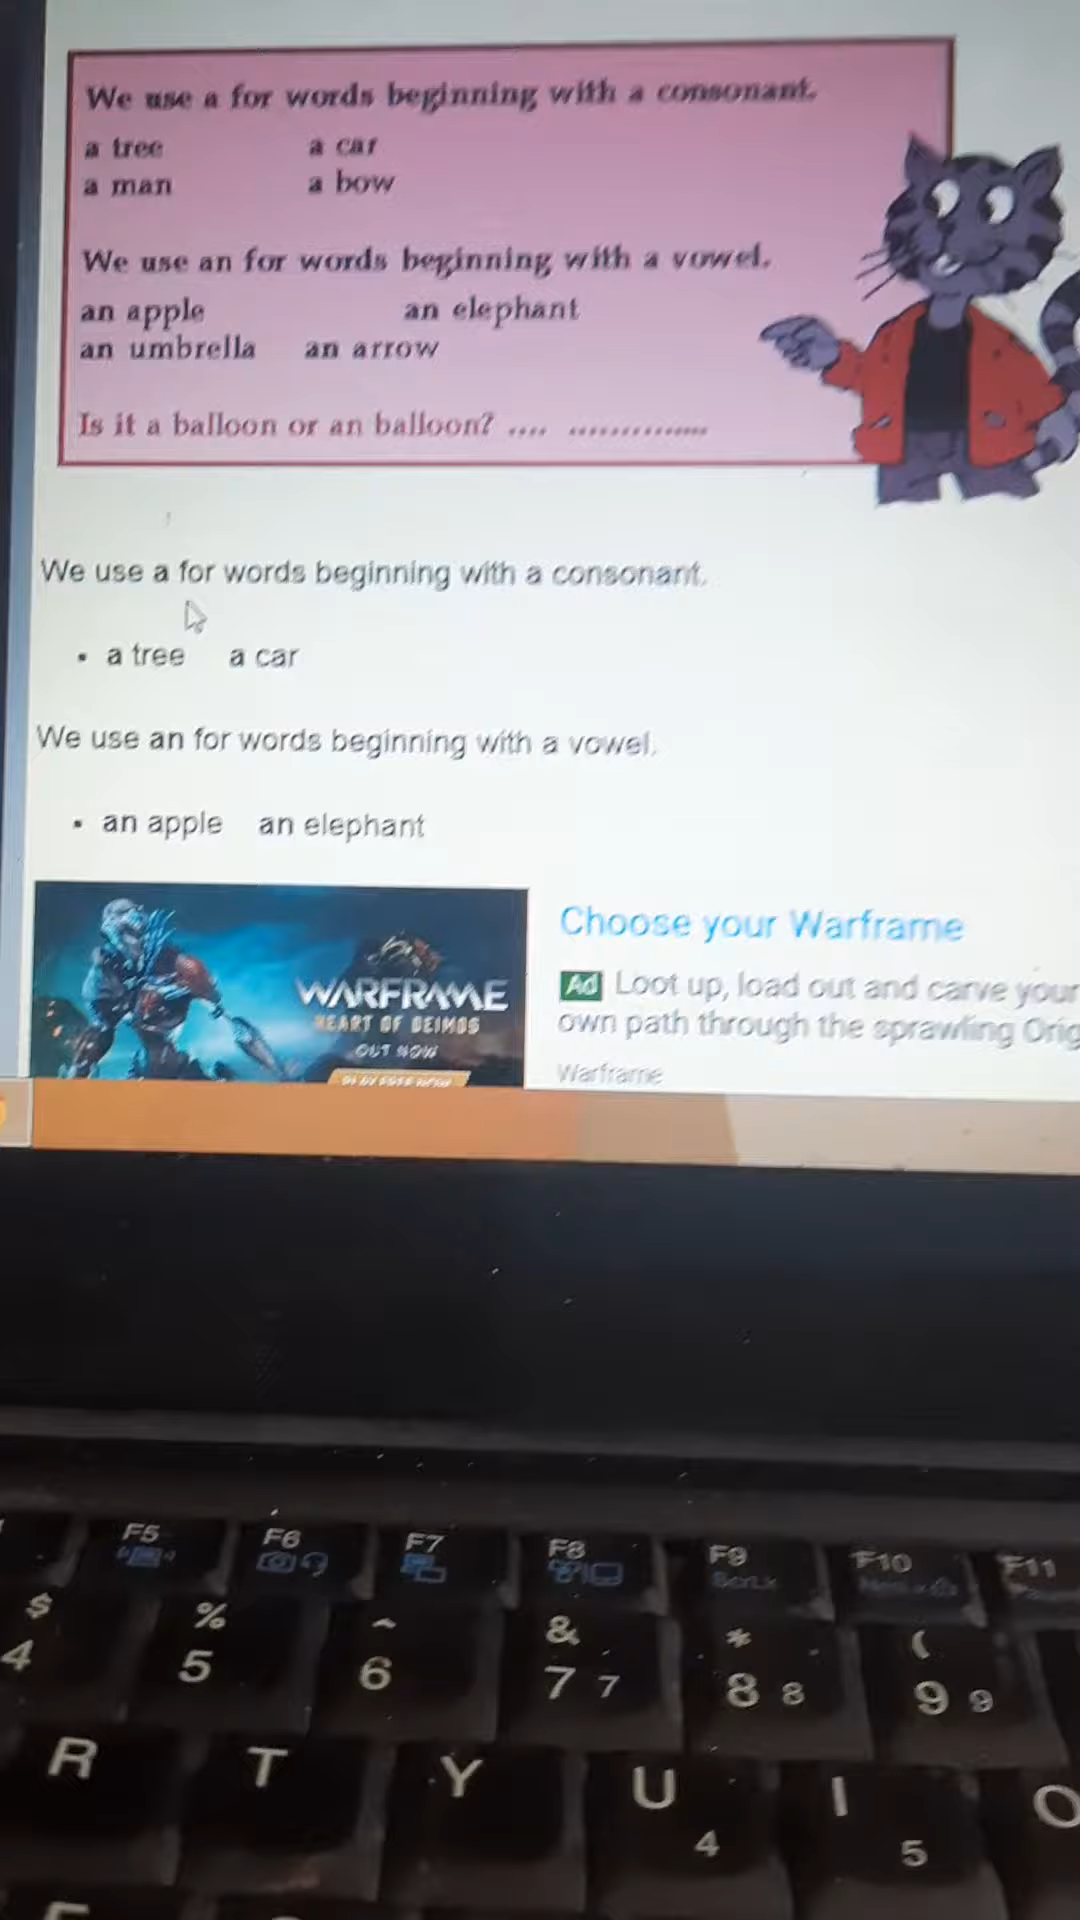 We use a for words beginning with a consonant.
a tree a car
a man a bow
We use an for words beginning with a vowel.
an apple an elephant
an umbrella an arrow
Is it a balloon or an balloon? .... ..............
We use a for words beginning with a consonant.
• a tree a car
We use an for words beginning with a vowel.
• an apple an elephant
WARFRAME
HEART OF DEIMOS
OUT NOW
PLAY FREE NOW
Choose your Warframe
Ad Loot up, load out and carve your
own path through the sprawling Orig
Warframe
F5 F6 F7 F8 F9 F10 F11
$ % ^ & * (
4 5 6 7 7 8 8 9 9
R T Y U I O
4 5